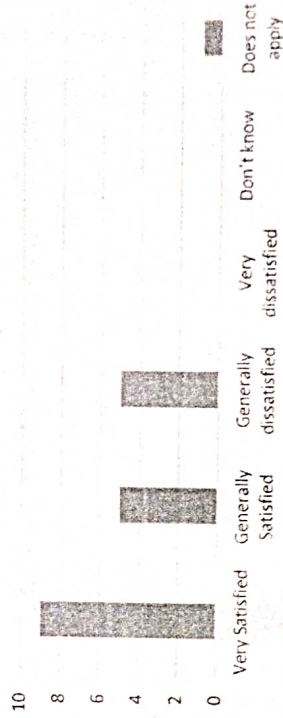 10
8
6
4
2
0
Very Satisfied
Generally
Satisfied
Generally
dissatisfied
Very
dissatisfied
Don't know
Does not
apply